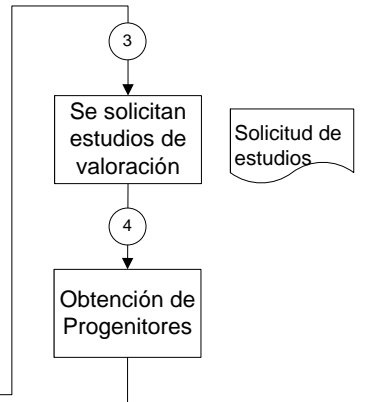 3
Se solicitan
estudios de
valoración
Solicitud de
estudios
4
Obtención de
Progenitores